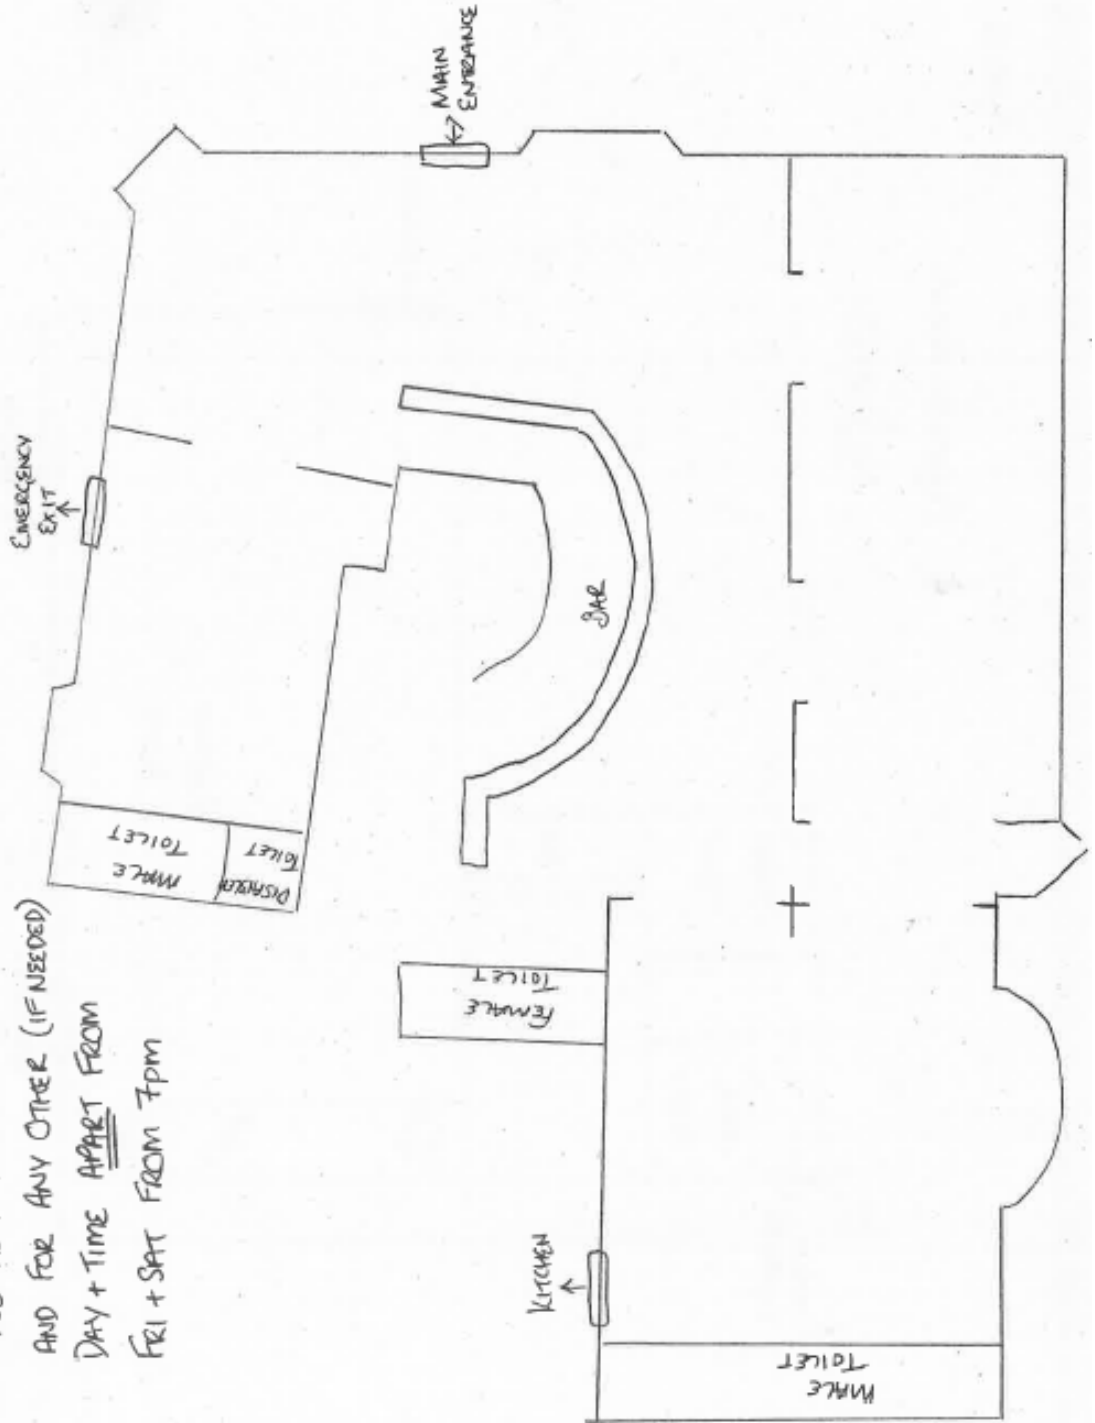 AND FOR ANY OTHER (IF NEEDED)
DAY + TIME APART FROM
FRI + SAT FROM 7pm
EMERGENCY
EXIT
MAIN
ENTRANCE
MALE
TOILET
DISABLED
TOILET
BAR
FEMALE
TOILET
KITCHEN
MALE
TOILET